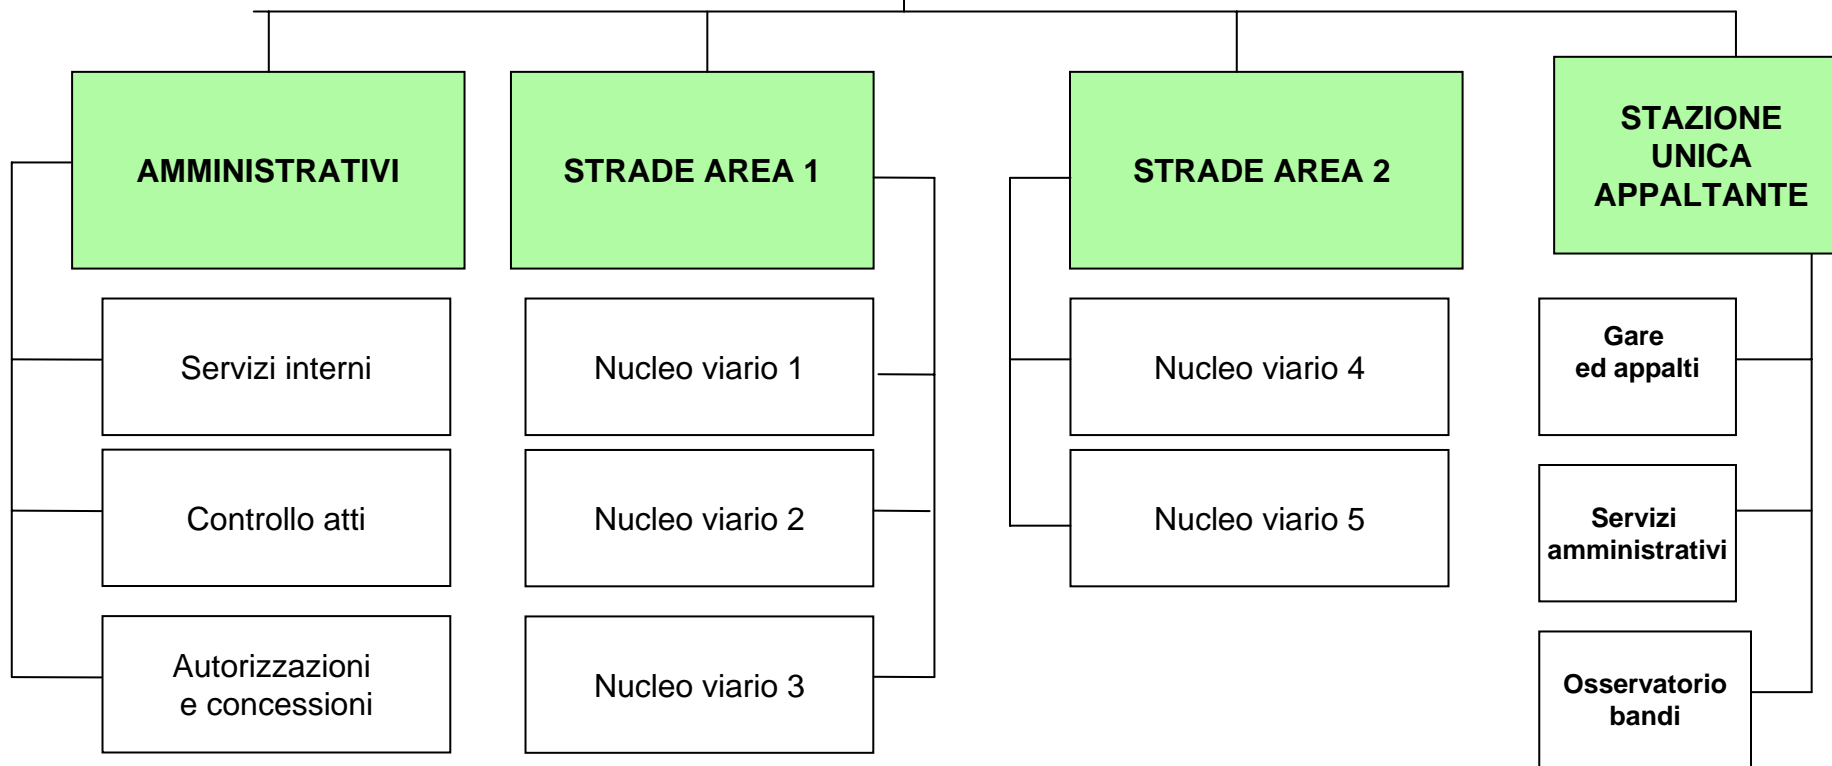 AMMINISTRATIVI
STRADE AREA 1
STRADE AREA 2
STAZIONE
UNICA
APPALTANTE
Servizi interni
Nucleo viario 1
Nucleo viario 4
Gare
ed appalti
Controllo atti
Nucleo viario 2
Nucleo viario 5
Servizi
amministrativi
Autorizzazioni
e concessioni
Nucleo viario 3
Osservatorio
bandi